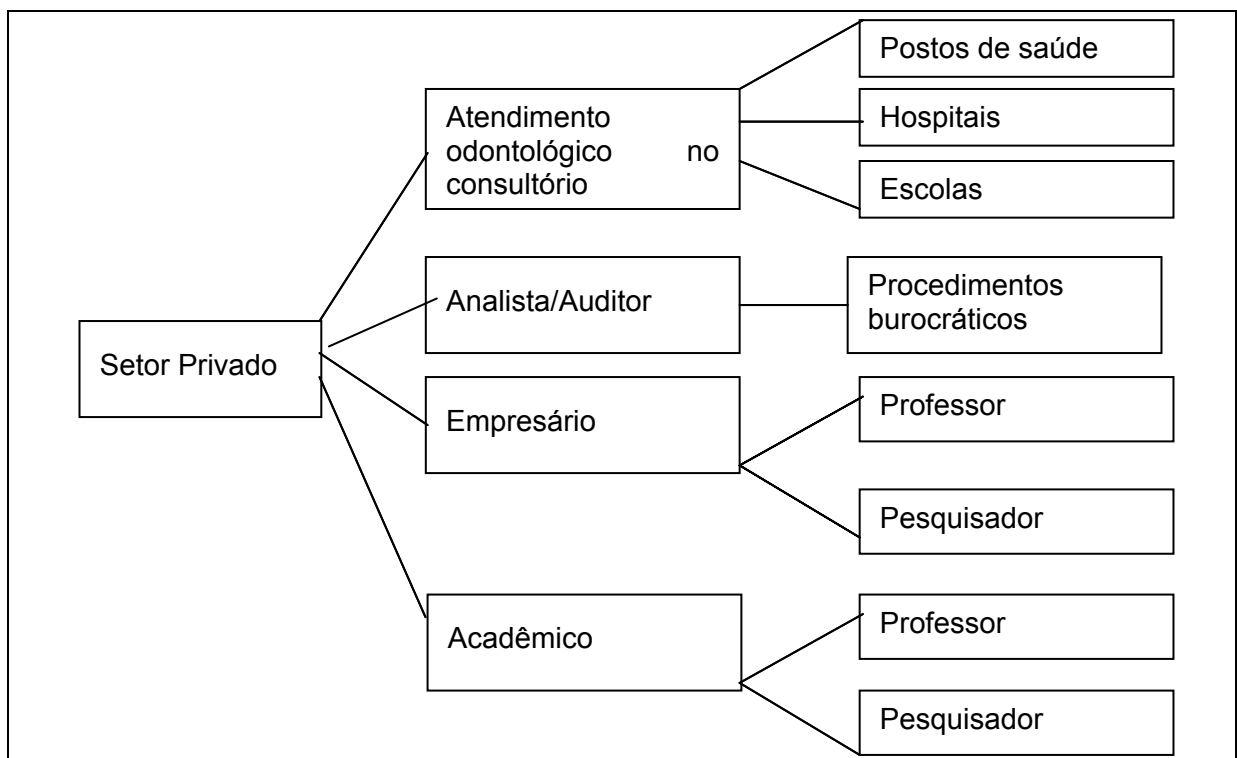 Setor Privado
Atendimento
odontológico no
consultório
Postos de saúde
Hospitais
Escolas
Analista/Auditor
Procedimentos
burocráticos
Empresário
Professor
Pesquisador
Acadêmico
Professor
Pesquisador